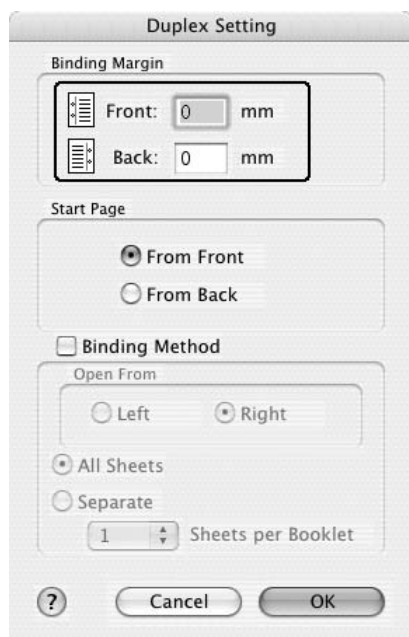 Duplex Setting
Binding Margin
Front: 0 mm
Back: 0 mm
Start Page
From Front
From Back
Binding Method
Open From
Left Right
All Sheets
Separate
1 Sheets per Booklet
? Cancel OK